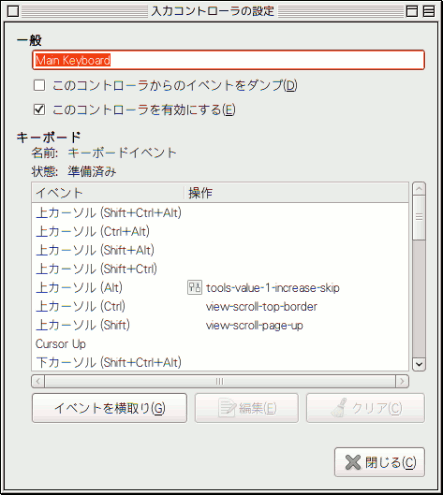 入力コントローラの設定
一般
Main Keyboard
このコントローラからのイベントをダンプ(D)
このコントローラを有効にする(E)
キーボード
名前: キーボードイベント
状態: 準備済み
イベント 操作
上カーソル (Shift+Ctrl+Alt)
上カーソル (Ctrl+Alt)
上カーソル (Shift+Alt)
上カーソル (Shift+Ctrl)
上カーソル (Alt) tools-value-1-increase-skip
上カーソル (Ctrl) view-scroll-top-border
上カーソル (Shift) view-scroll-page-up
Cursor Up
下カーソル (Shift+Ctrl+Alt)
イベントを横取り(G) 編集(E) クリア(C)
閉じる(C)